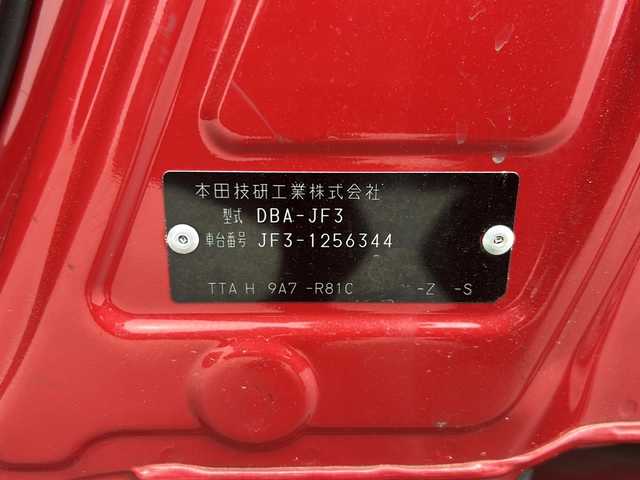 本田技研工業株式会社
型式 DBA-JF3
車台番号 JF3-1256344
TTA H 9A7 -R81C -Z -S